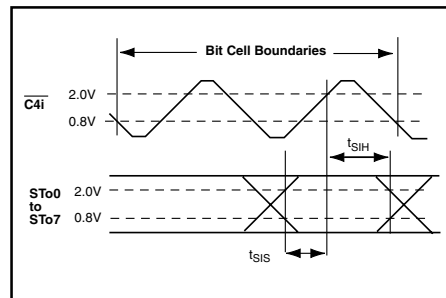 Bit Cell Boundaries
C4i
2.0V
0.8V
tSIH
STo0
to
STo7
2.0V
0.8V
tSIS